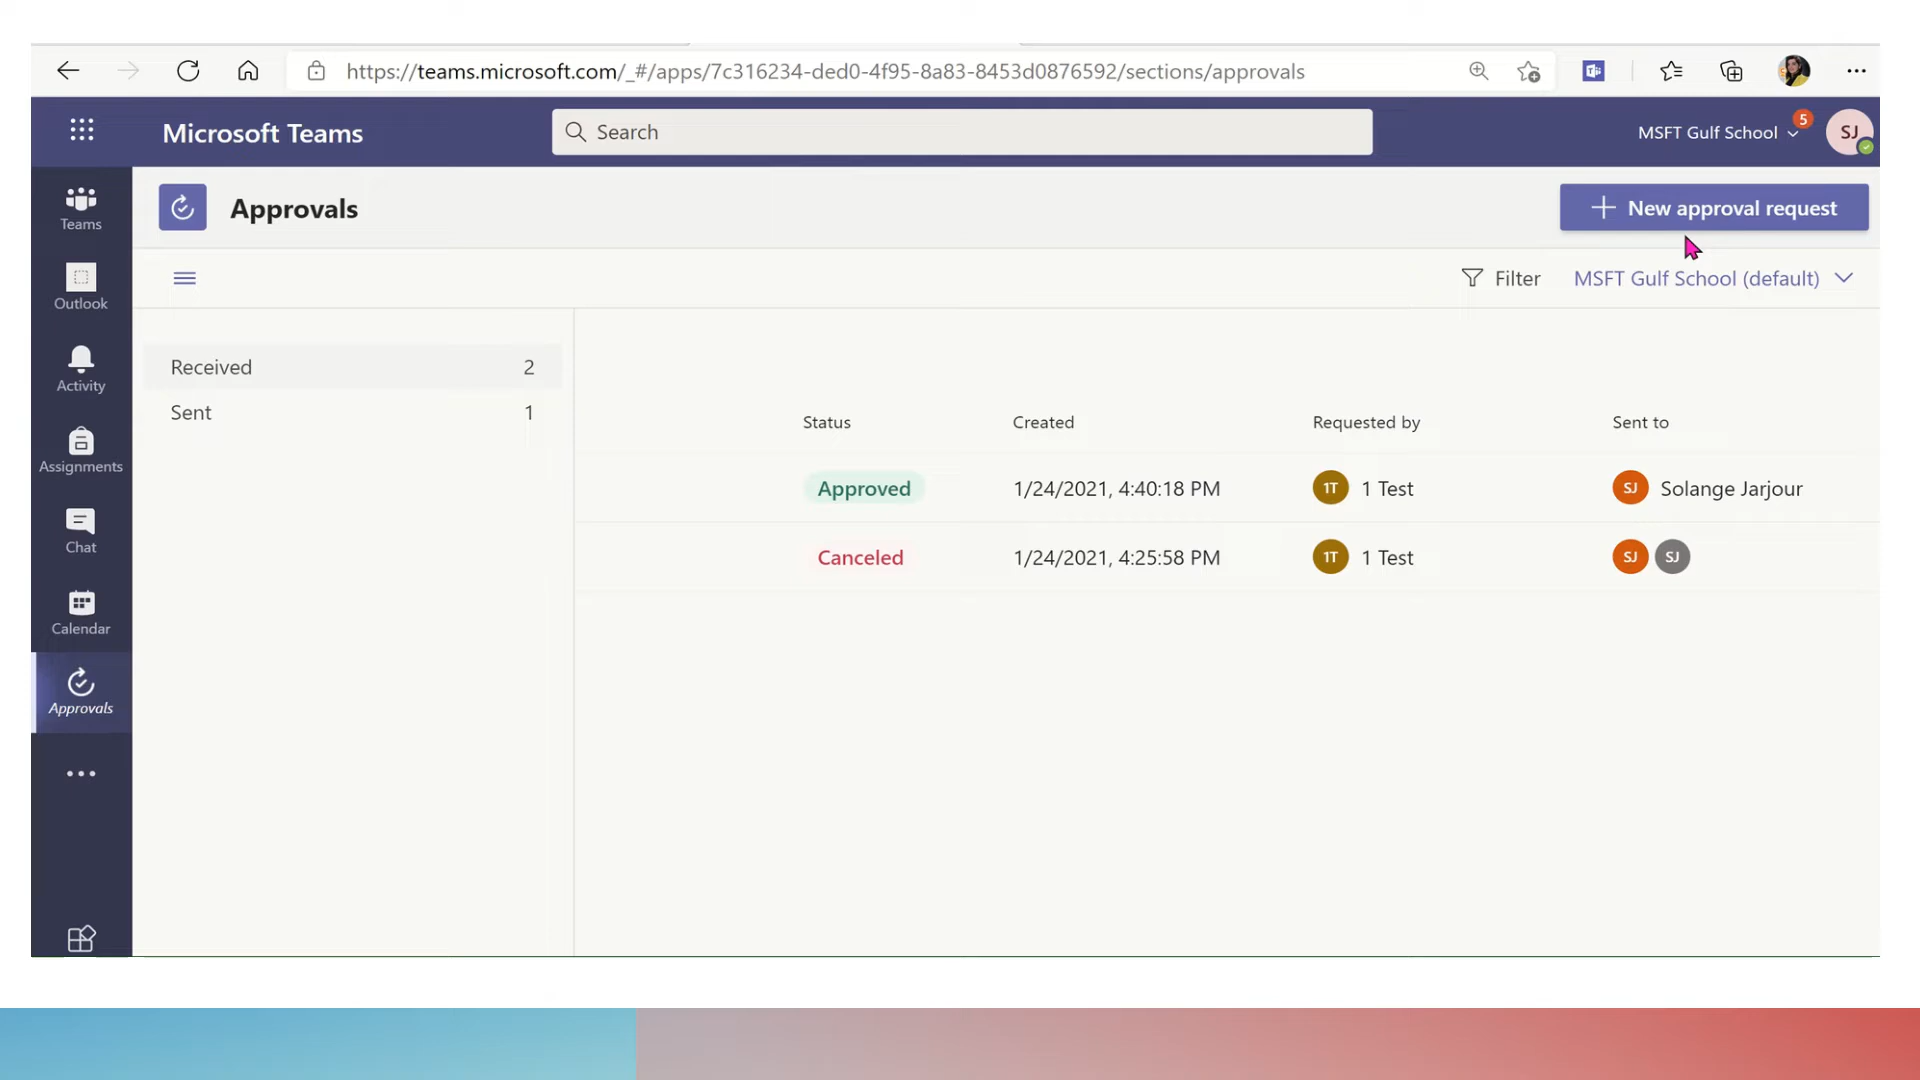 https://teams.microsoft.com/_#/apps/7c316234-ded0-4f95-8a83-8453d0876592/sections/approvals
Microsoft Teams
Search
MSFT Gulf School
5
SJ
Teams
Approvals
New approval request
Outlook
Filter
MSFT Gulf School (default)
Activity
Received 2
Sent 1
Status Created Requested by Sent to
Assignments
Approved 1/24/2021, 4:40:18 PM 1T 1 Test SJ Solange Jarjour
Chat
Canceled 1/24/2021, 4:25:58 PM 1T 1 Test SJ SJ
Calendar
Approvals